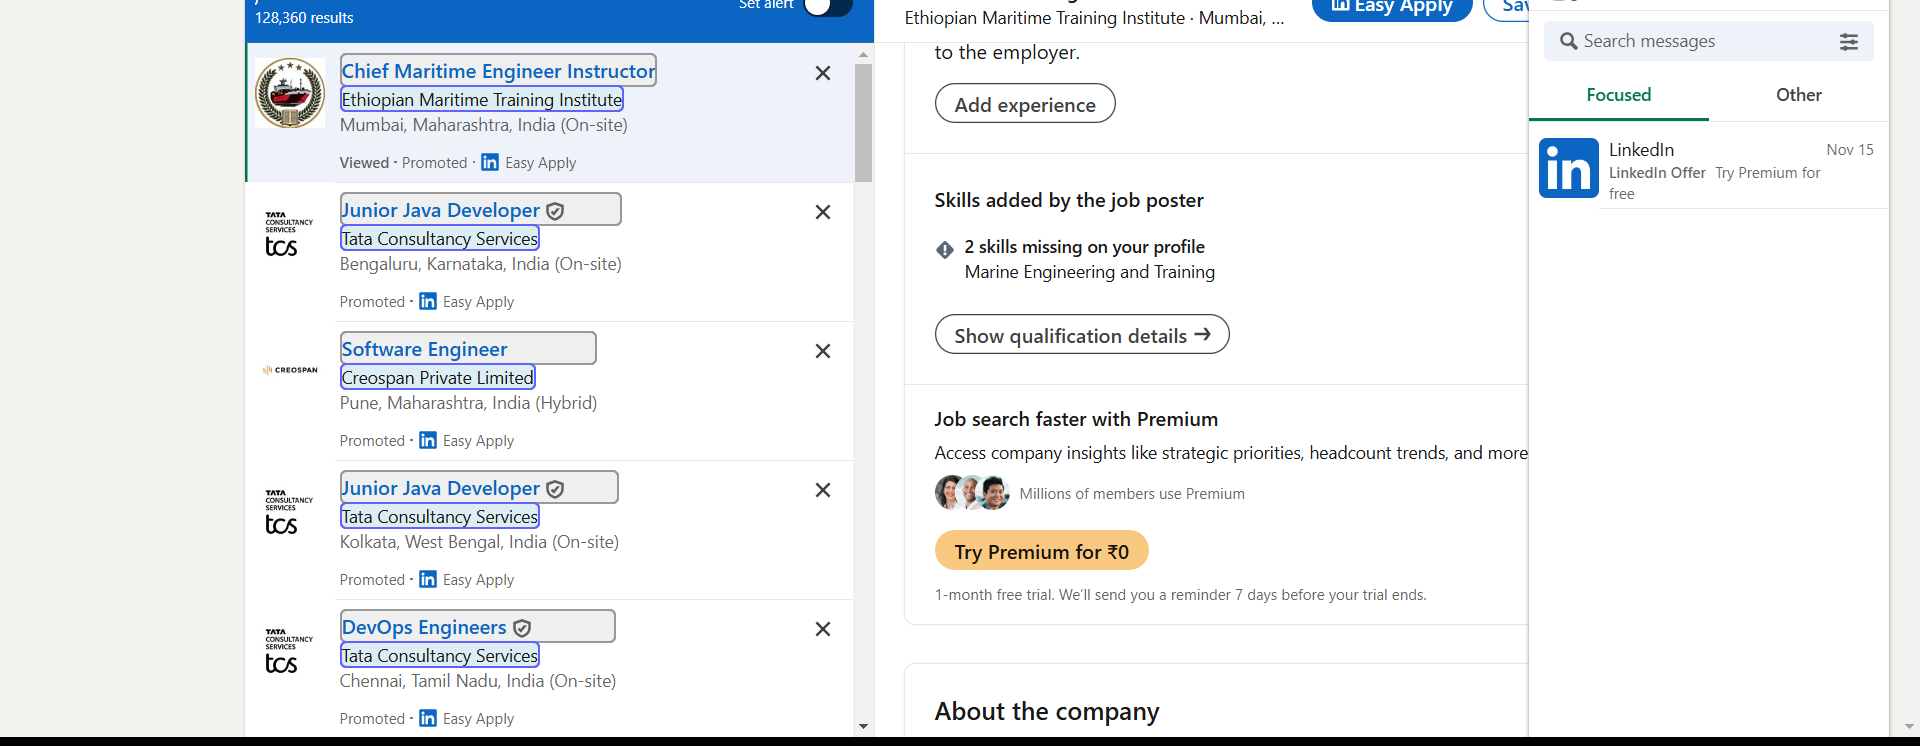 128,360 results
Set alert
Chief Maritime Engineer Instructor
Ethiopian Maritime Training Institute
Mumbai, Maharashtra, India (On-site)
Viewed · Promoted · in Easy Apply
TATA
CONSULTANCY
SERVICES
tcs
Junior Java Developer
Tata Consultancy Services
Bengaluru, Karnataka, India (On-site)
Promoted · in Easy Apply
CREOSPAN
Software Engineer
Creospan Private Limited
Pune, Maharashtra, India (Hybrid)
Promoted · in Easy Apply
TATA
CONSULTANCY
SERVICES
tcs
Junior Java Developer
Tata Consultancy Services
Kolkata, West Bengal, India (On-site)
Promoted · in Easy Apply
TATA
CONSULTANCY
SERVICES
tcs
DevOps Engineers
Tata Consultancy Services
Chennai, Tamil Nadu, India (On-site)
Promoted · in Easy Apply
Ethiopian Maritime Training Institute · Mumbai, ...
in Easy Apply
to the employer.
Add experience
Skills added by the job poster
2 skills missing on your profile
Marine Engineering and Training
Show qualification details →
Job search faster with Premium
Access company insights like strategic priorities, headcount trends, and more
Millions of members use Premium
Try Premium for ₹0
1-month free trial. We'll send you a reminder 7 days before your trial ends.
About the company
Search messages
Focused
Other
in
LinkedIn
Nov 15
LinkedIn Offer Try Premium for
free